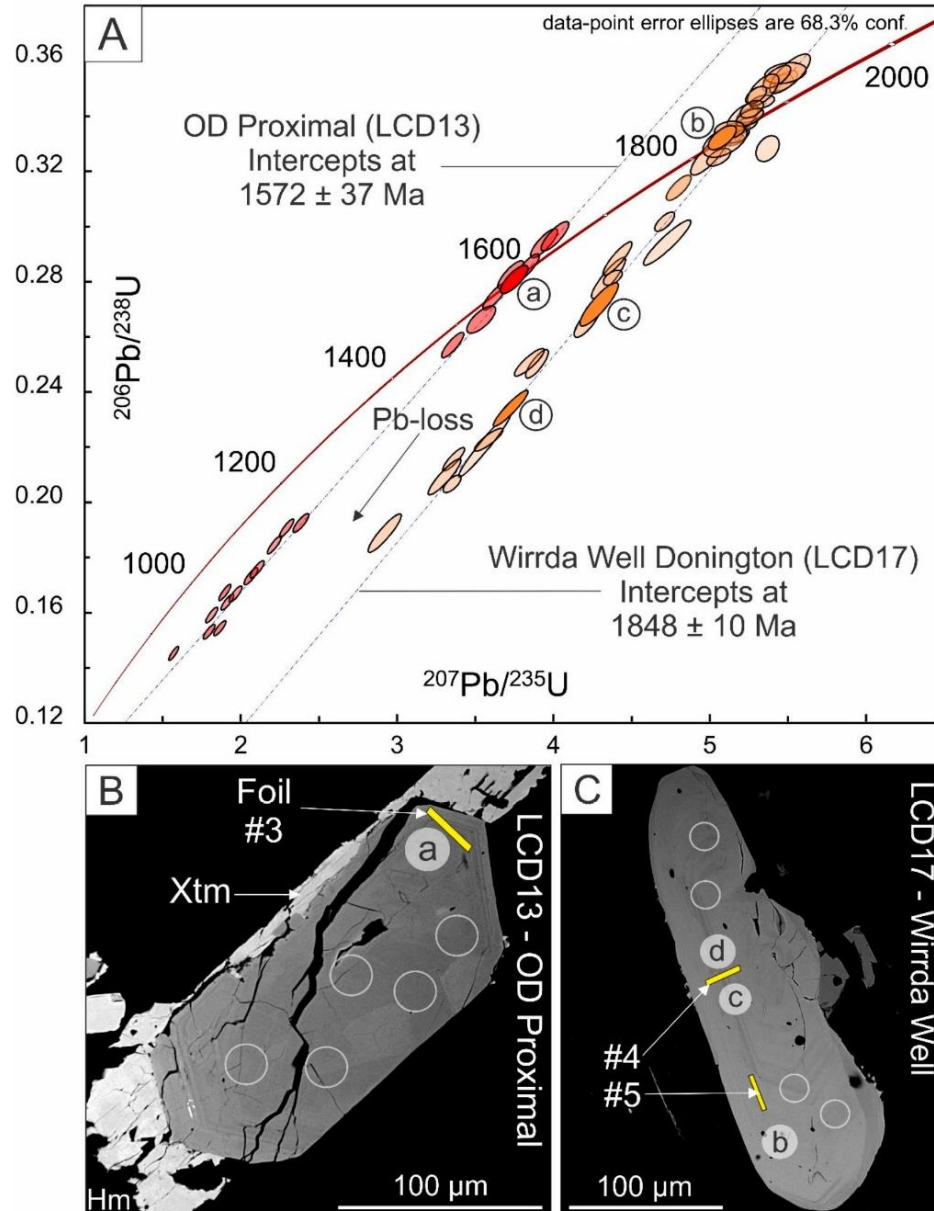 A
data-point error ellipses are 68.3% conf.
0.36
0.32
0.28
0.24
0.20
0.16
0.12
206Pb/238U
2000
1800
1600
1400
1200
1000
OD Proximal (LCD13)
Intercepts at
1572 ± 37 Ma
b
a
c
d
Pb-loss
Wirrda Well Donington (LCD17)
Intercepts at
1848 ± 10 Ma
207Pb/235U
1 2 3 4 5 6
B
Foil
#3
a
Xtm
LCD13 - OD Proximal
Hm
100 µm
C
LCD17 - Wirrda Well
d
c
#4
#5
b
100 µm